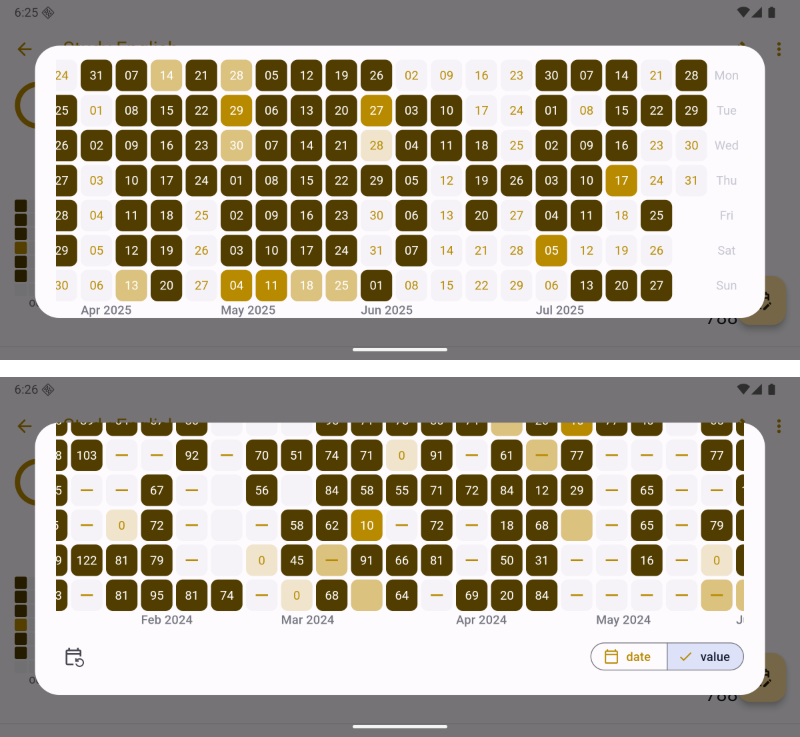 6:25
24 31 07 14 21 28 05 12 19 26 02 09 16 23 30 07 14 21 28 Mon
25 01 08 15 22 29 06 13 20 27 03 10 17 24 01 08 15 22 29 Tue
26 02 09 16 23 30 07 14 21 28 04 11 18 25 02 09 16 23 30 Wed
27 03 10 17 24 01 08 15 22 29 05 12 19 26 03 10 17 24 31 Thu
28 04 11 18 25 02 09 16 23 30 06 13 20 27 04 11 18 25 Fri
29 05 12 19 26 03 10 17 24 31 07 14 21 28 05 12 19 26 Sat
30 06 13 20 27 04 11 18 25 01 08 15 22 29 06 13 20 27 Sun
Apr 2025 May 2025 Jun 2025 Jul 2025
6:26
103 — — 92 — 70 51 74 71 0 91 — 61 — 77 — — — 77
— — 67 — 56 84 58 55 71 72 84 12 29 — 65 — —
— 0 72 — — 58 62 10 — 72 — 18 68 — 65 — 79
122 81 79 — 0 45 — 91 66 81 — 50 31 — — 16 — 0
— 81 95 81 74 — 0 68 64 — 69 20 84 — — — — —
Feb 2024 Mar 2024 Apr 2024 May 2024
date value